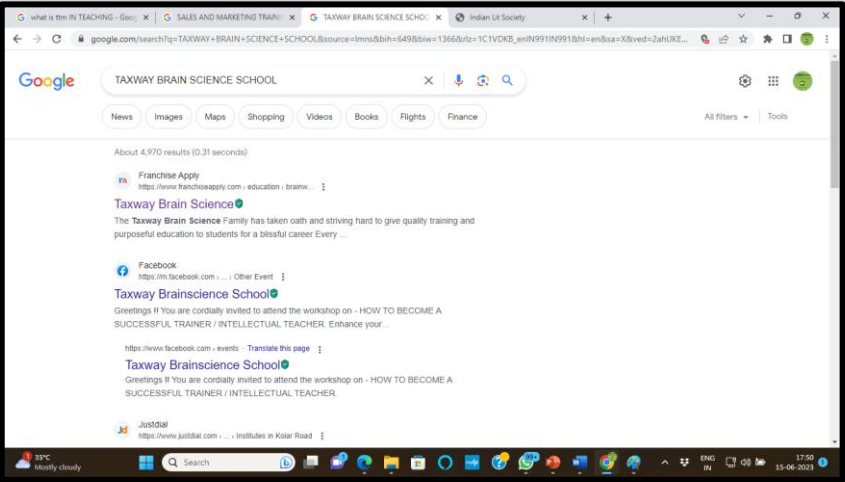 what is ttm IN TEACHING - Goog
SALES AND MARKETING TRAINI
TAXWAY BRAIN SCIENCE SCHOO
Indian Lit Society
google.com/search?q=TAXWAY+BRAIN+SCIENCE+SCHOOL&source=lmns&bih=649&biw=1366&rlz=1C1VDKB_enIN991IN991&hl=en&sa=X&ved=2ahUKE...
Google
TAXWAY BRAIN SCIENCE SCHOOL
News Images Maps Shopping Videos Books Flights Finance
All filters Tools
About 4,970 results (0.31 seconds)
Franchise Apply
https://www.franchiseapply.com › education › brainw...
Taxway Brain Science
The Taxway Brain Science Family has taken oath and striving hard to give quality training and
purposeful education to students for a blissful career Every ...
Facebook
https://m.facebook.com › ... › Other Event
Taxway Brainscience School
Greetings !! You are cordially invited to attend the workshop on - HOW TO BECOME A
SUCCESSFUL TRAINER / INTELLECTUAL TEACHER. Enhance your...
https://www.facebook.com › events · Translate this page
Taxway Brainscience School
Greetings !! You are cordially invited to attend the workshop on - HOW TO BECOME A
SUCCESSFUL TRAINER / INTELLECTUAL TEACHER.
Jd
Justdial
https://www.justdial.com › ... › Institutes in Kolar Road
1
35°C
Mostly cloudy
Search
99+
ENG
IN
17:50
15-06-2023